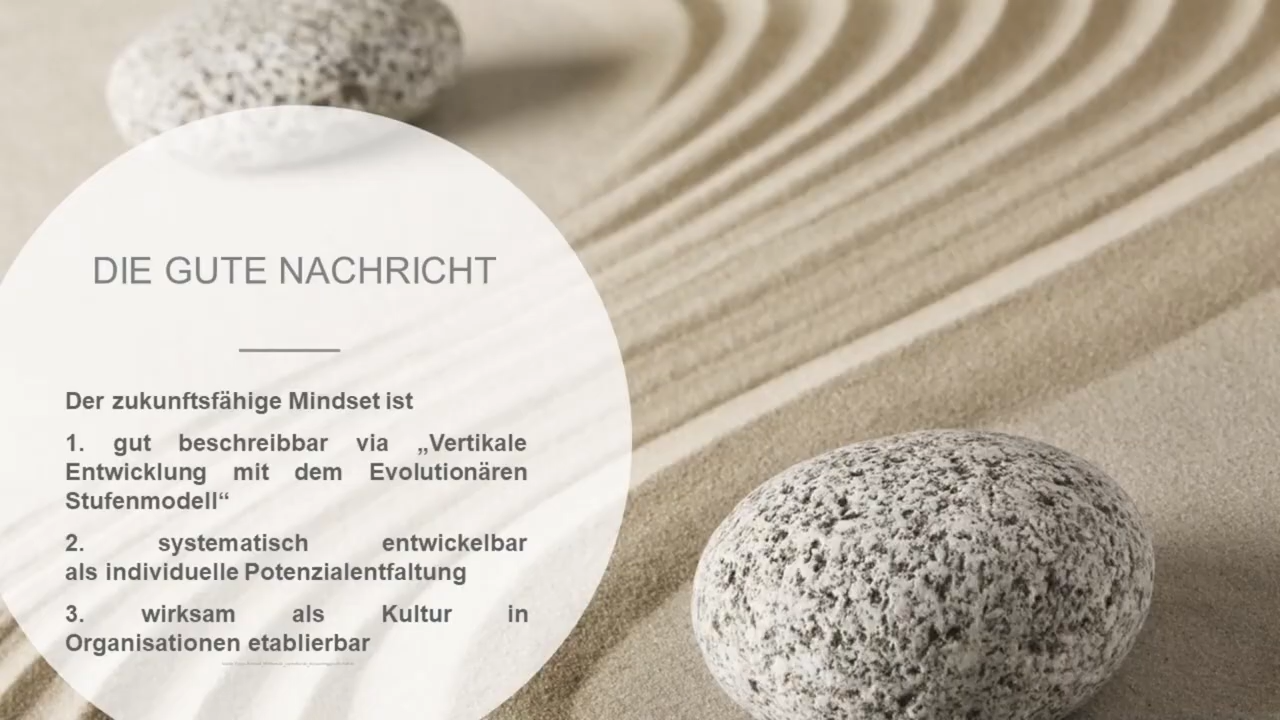 DIE GUTE NACHRICHT
Der zukunftsfähige Mindset ist
1. gut beschreibbar via „Vertikale
Entwicklung mit dem Evolutionären
Stufenmodell“
2. systematisch entwickelbar
als individuelle Potenzialentfaltung
3. wirksam als Kultur in
Organisationen etablierbar